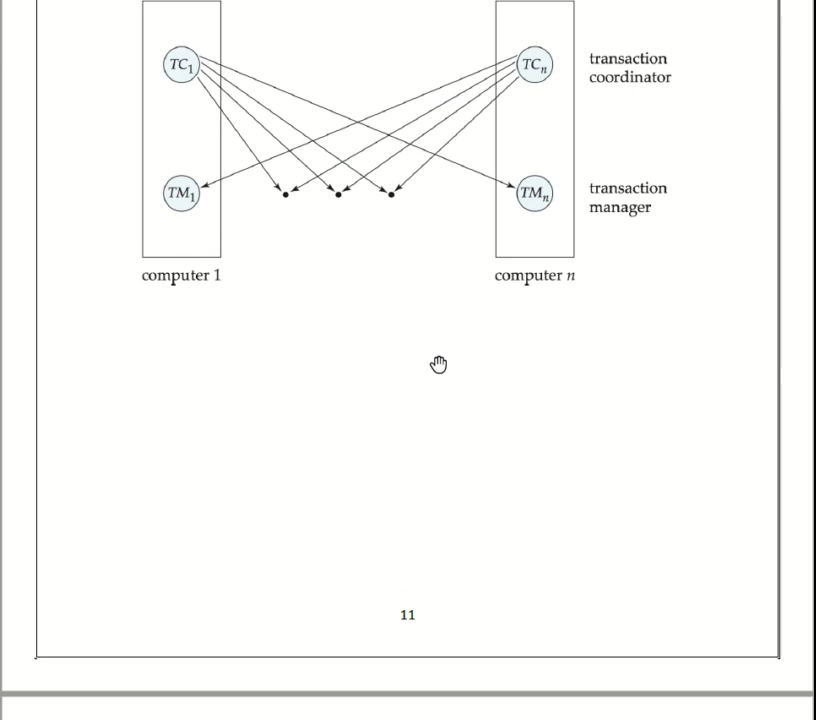 TC1 TCn transaction
coordinator
TM1 TMn transaction
manager
computer 1 computer n
11